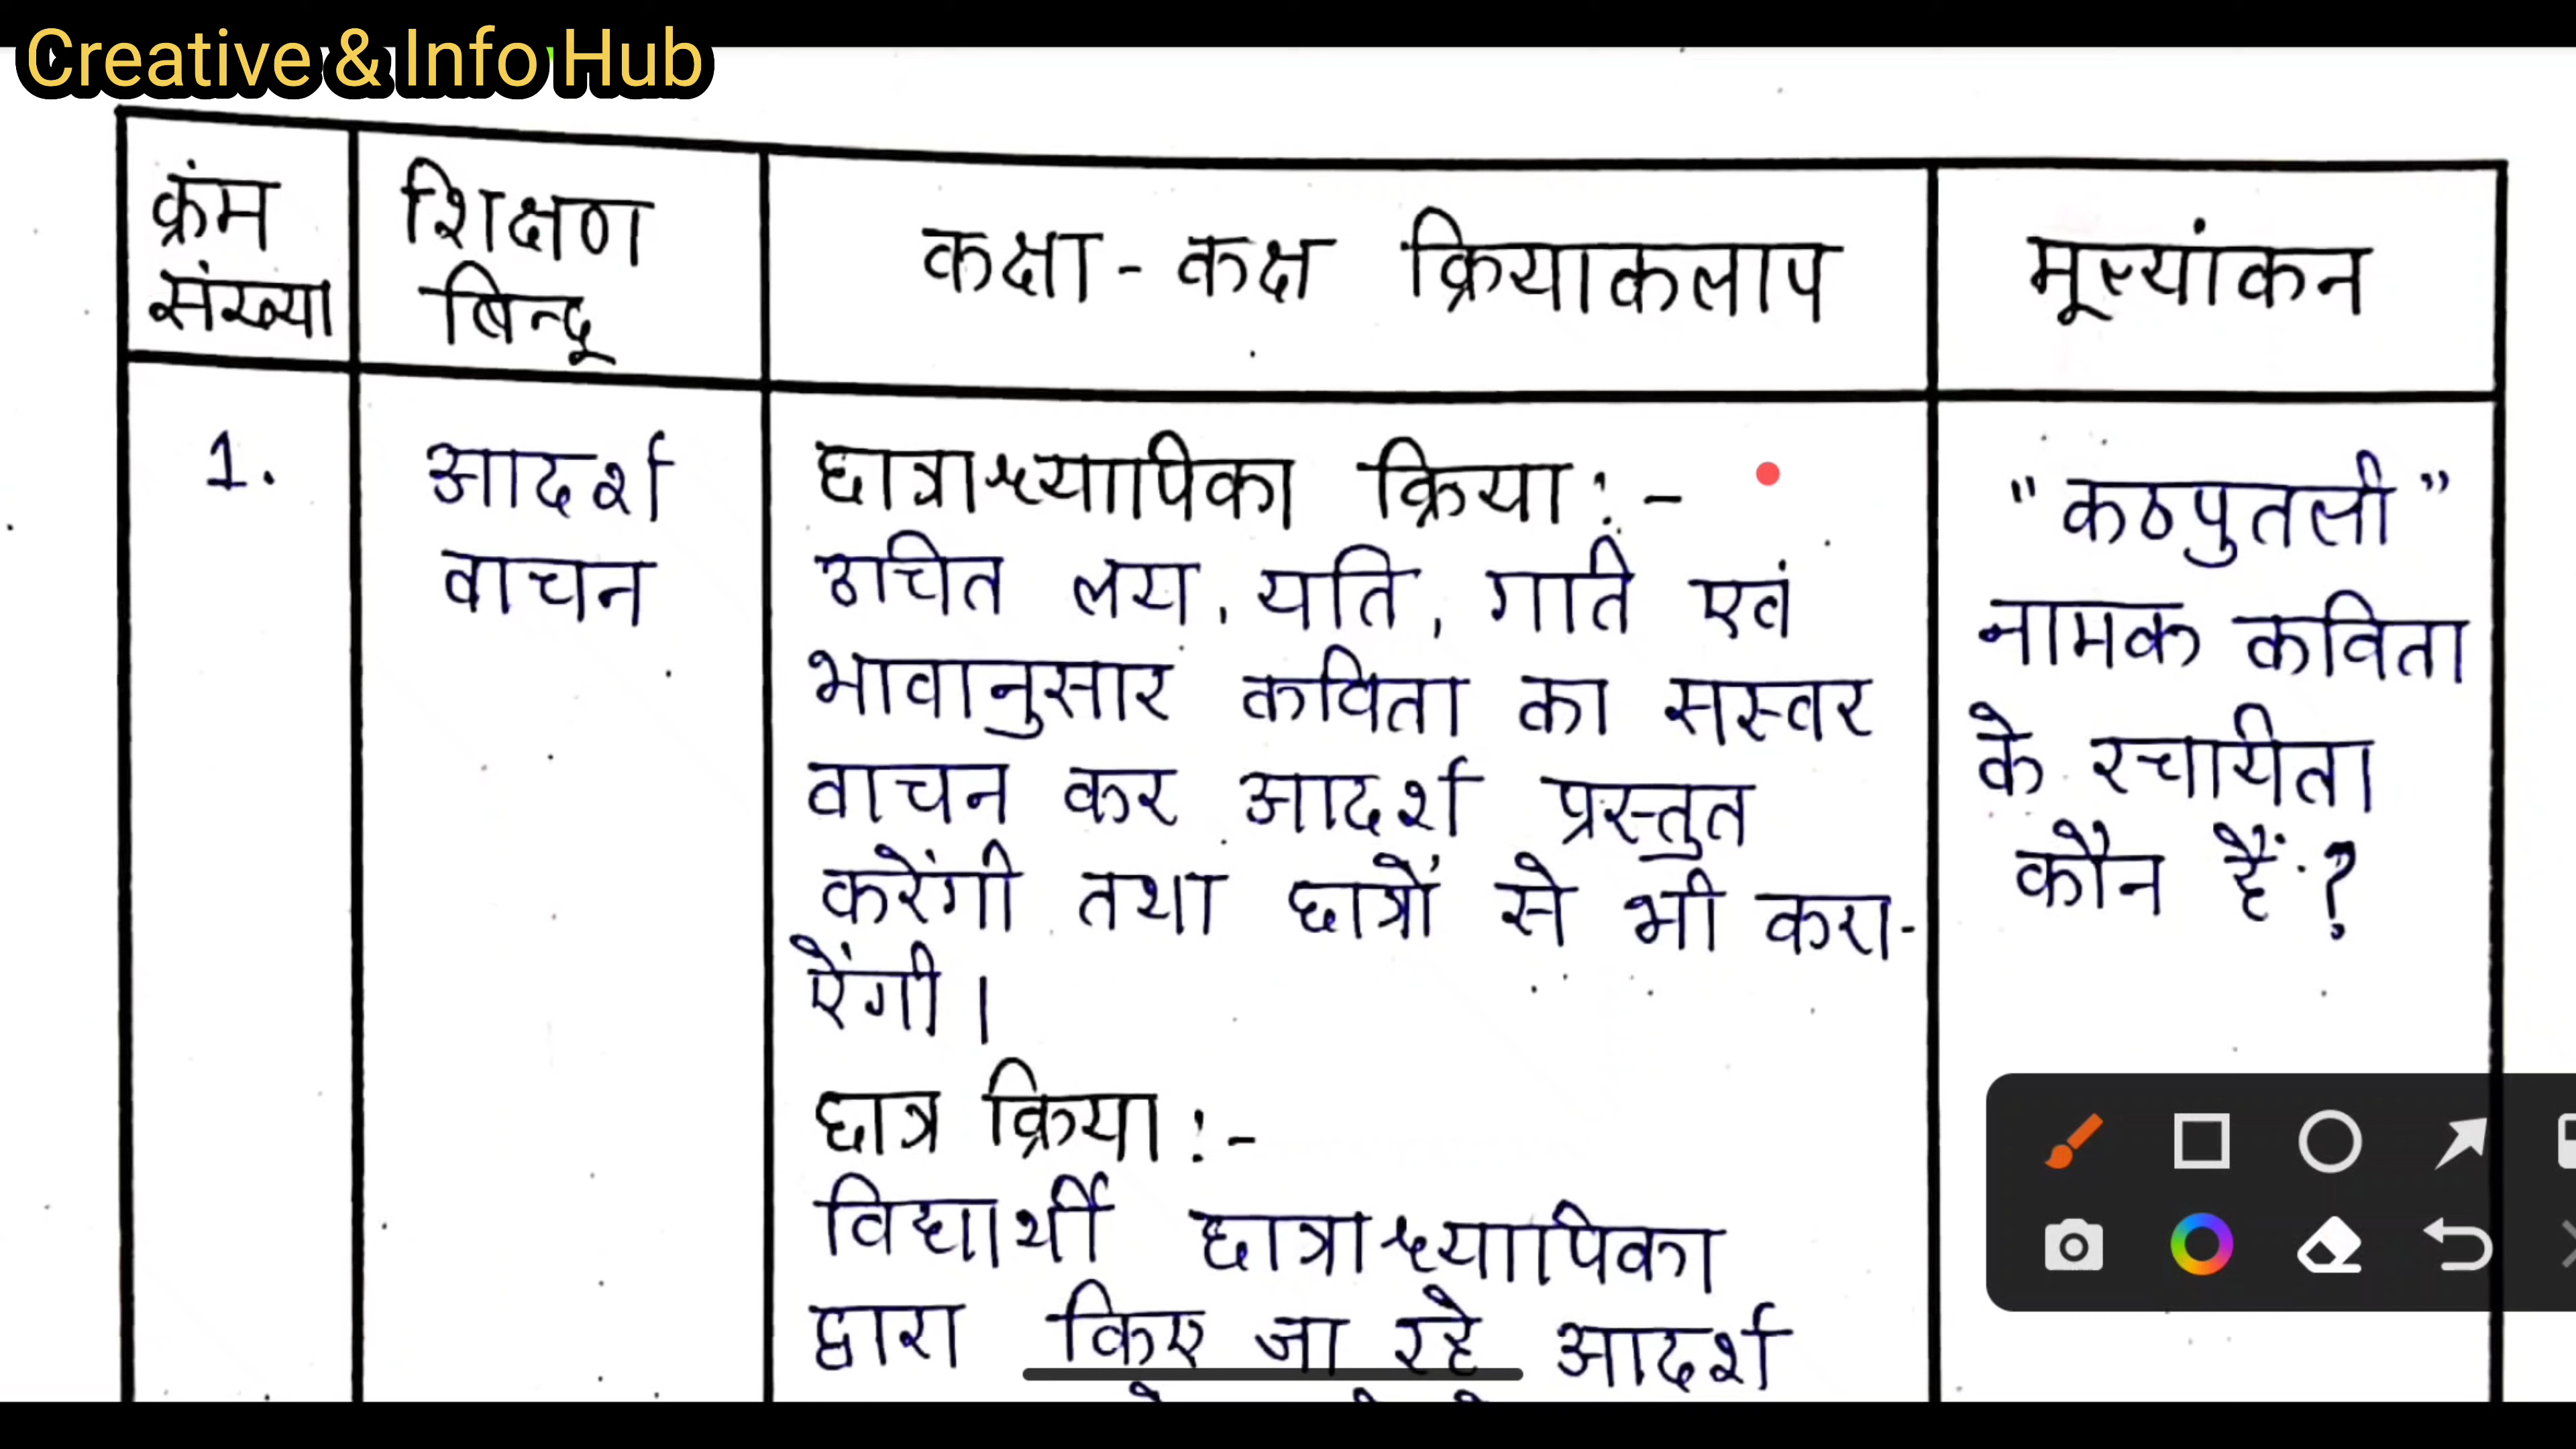 Creative & Info Hub
क्रंम
संख्या
शिक्षण
बिन्दू
कक्षा - कक्ष क्रियाकलाप
मूल्यांकन
1.
आदर्श
वाचन
छात्राध्यापिका क्रिया :-
उचित लय, यति, गति एवं
भावानुसार कविता का सस्वर
वाचन कर आदर्श प्रस्तुत
करेंगी तथा छात्रों से भी करा-
ऐंगी।
छात्र क्रिया :-
विद्यार्थी छात्राध्यापिका
द्वारा किए जा रहे आदर्श
"कठपुतली"
नामक कविता
के रचयिता
कौन हैं ?